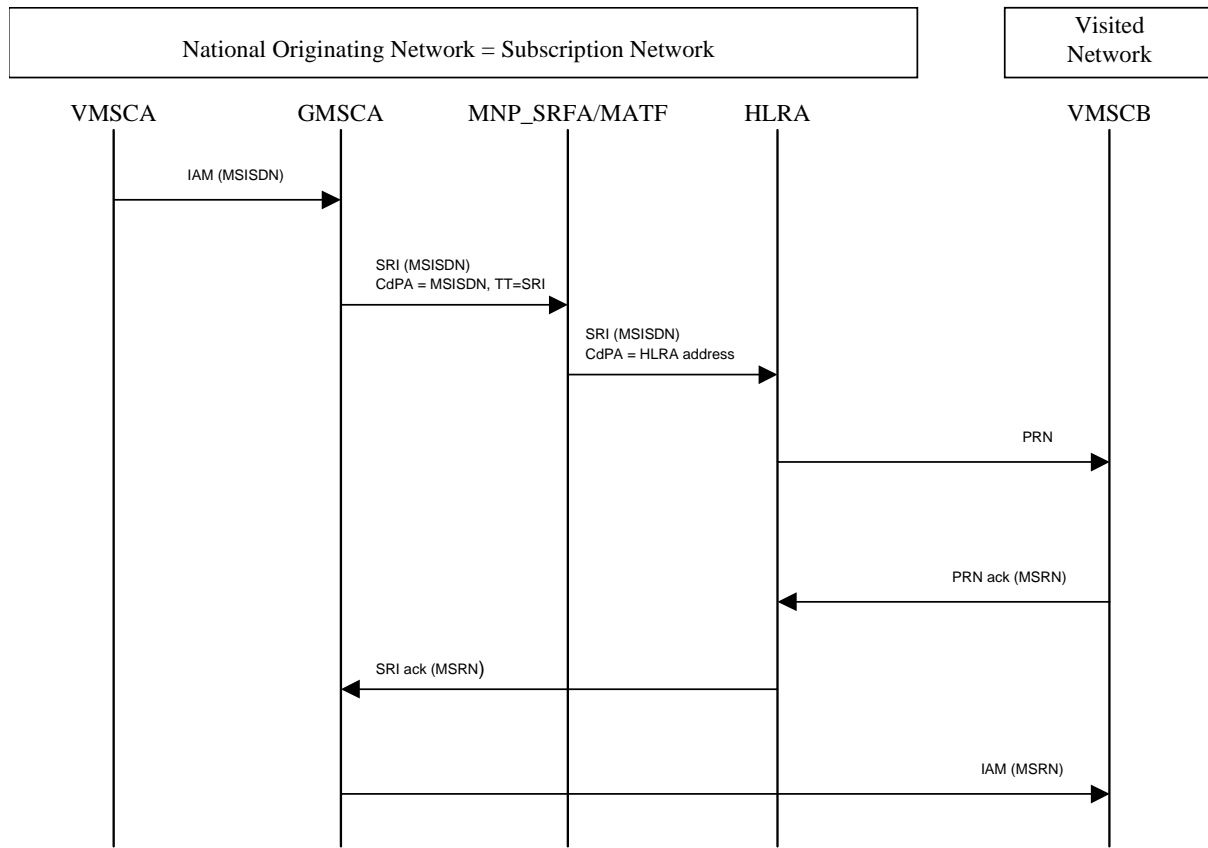 National Originating Network = Subscription Network
Visited
Network
VMSCA
GMSCA
MNP_SRFA/MATF
HLRA
VMSCB
IAM (MSISDN)
SRI (MSISDN)
CdPA = MSISDN, TT=SRI
SRI (MSISDN)
CdPA = HLRA address
PRN
PRN ack (MSRN)
SRI ack (MSRN)
IAM (MSRN)